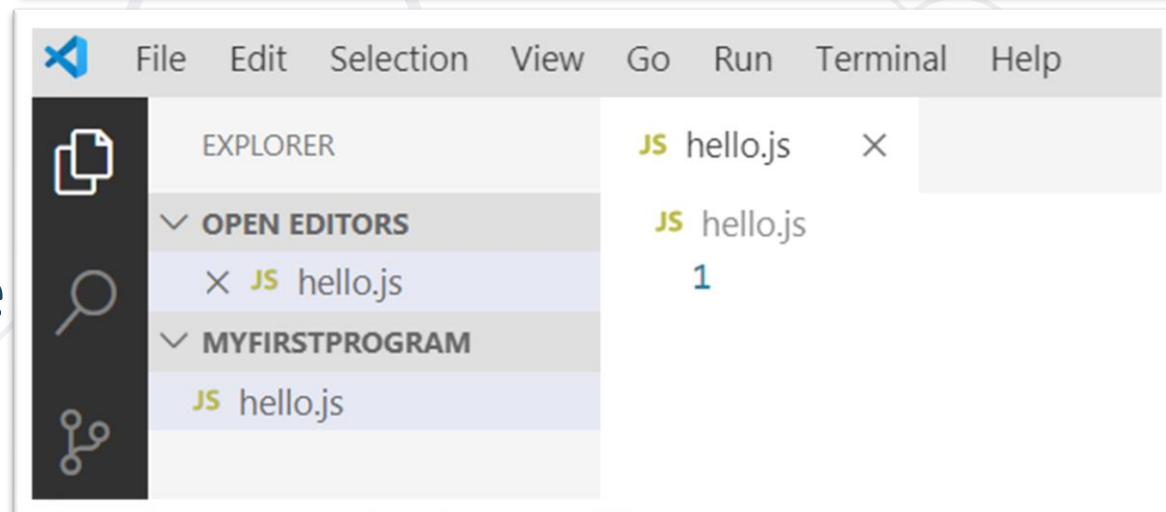 File Edit Selection View Go Run Terminal Help
EXPLORER
OPEN EDITORS
JS hello.js
MYFIRSTPROGRAM
JS hello.js
JS hello.js
JS hello.js
1
e